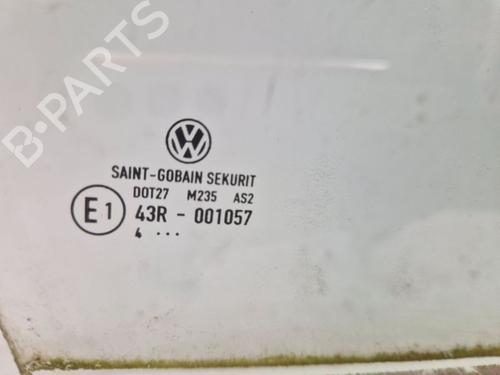 B-PARTS
SAINT-GOBAIN SEKURIT
DOT27 M235 AS2
E1 43R - 001057
4 ...